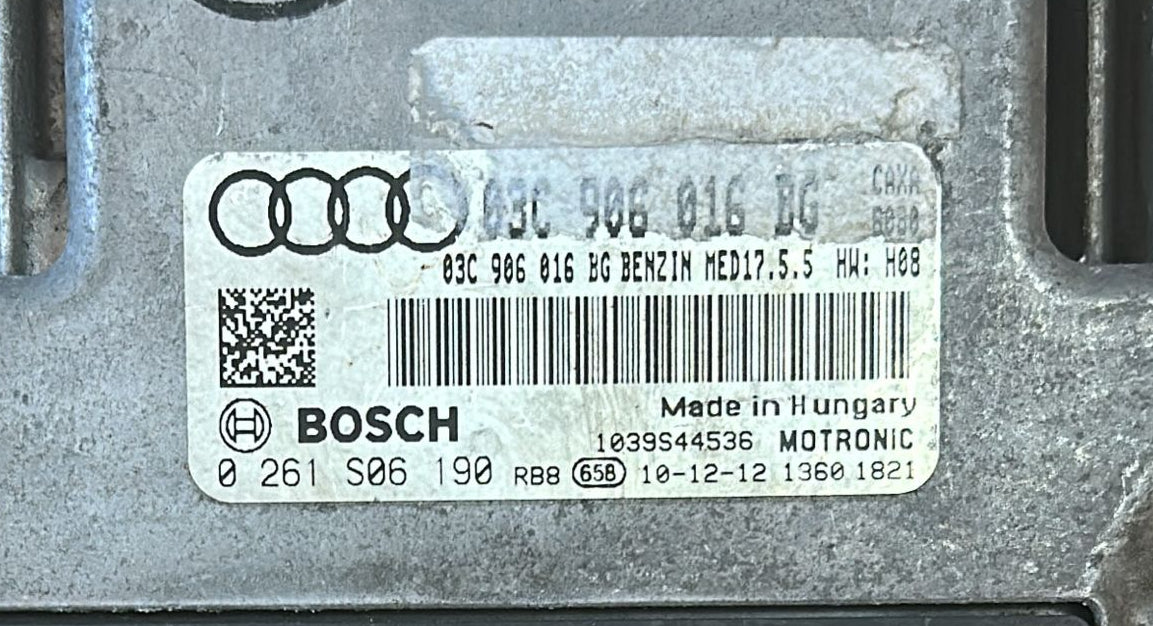 03C 906 016 BG CAXA
03C 906 016 BG BENZIN MED17.5.5 HW: H08
Made in Hungary
BOSCH 1039S44536 MOTRONIC
0 261 S06 190 RB8 658 10-12-12 1360 1821